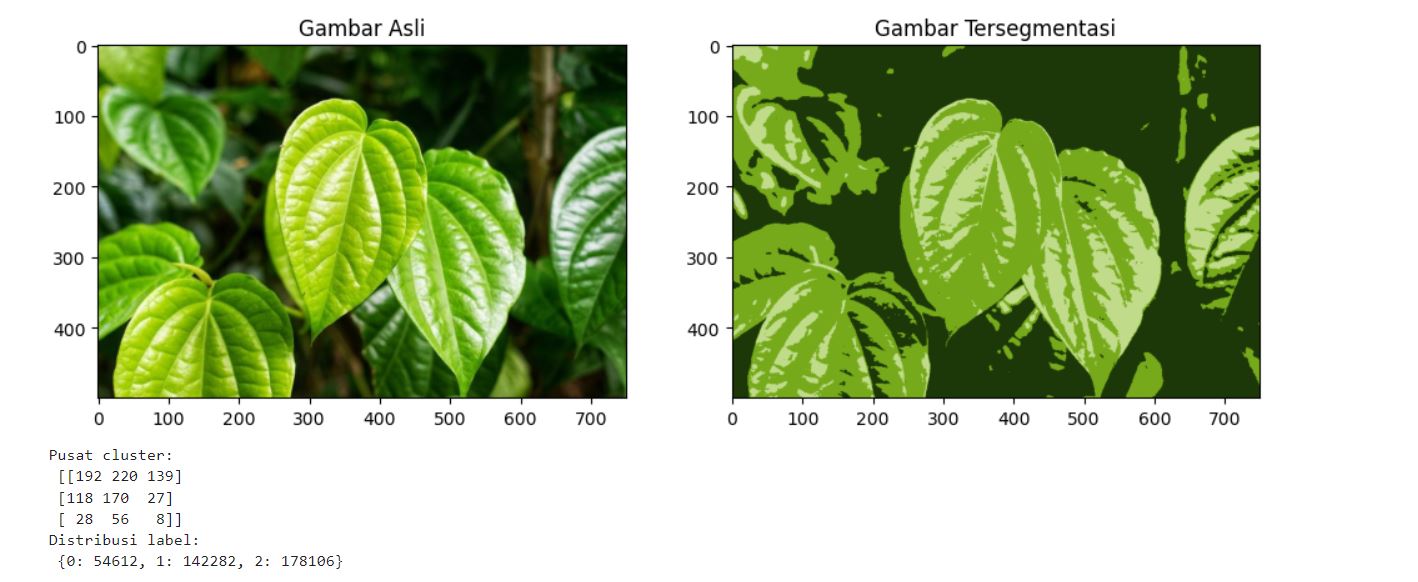 Gambar Asli
0
100
200
300
400
0 100 200 300 400 500 600 700
Gambar Tersegmentasi
0
100
200
300
400
0 100 200 300 400 500 600 700
Pusat cluster:
[[192 220 139]
[118 170 27]
[ 28 56 8]]
Distribusi label:
{0: 54612, 1: 142282, 2: 178106}